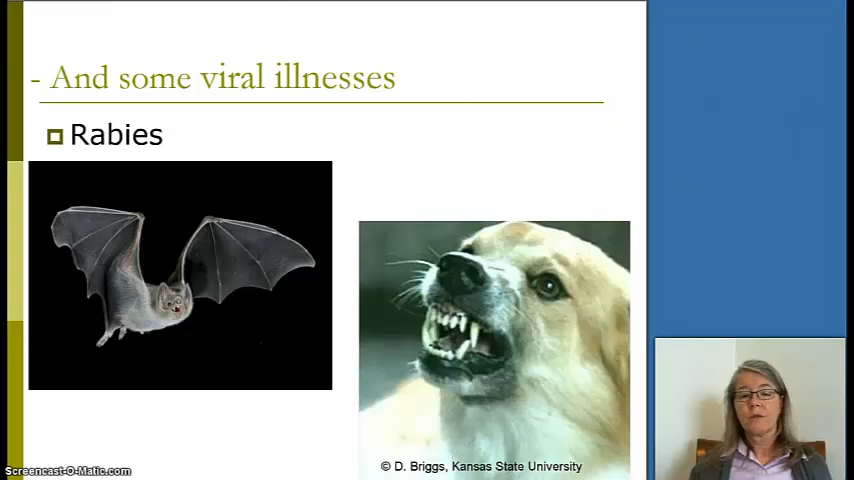 - And some viral illnesses
Rabies
© D. Briggs, Kansas State University
Screencast-O-Matic.com